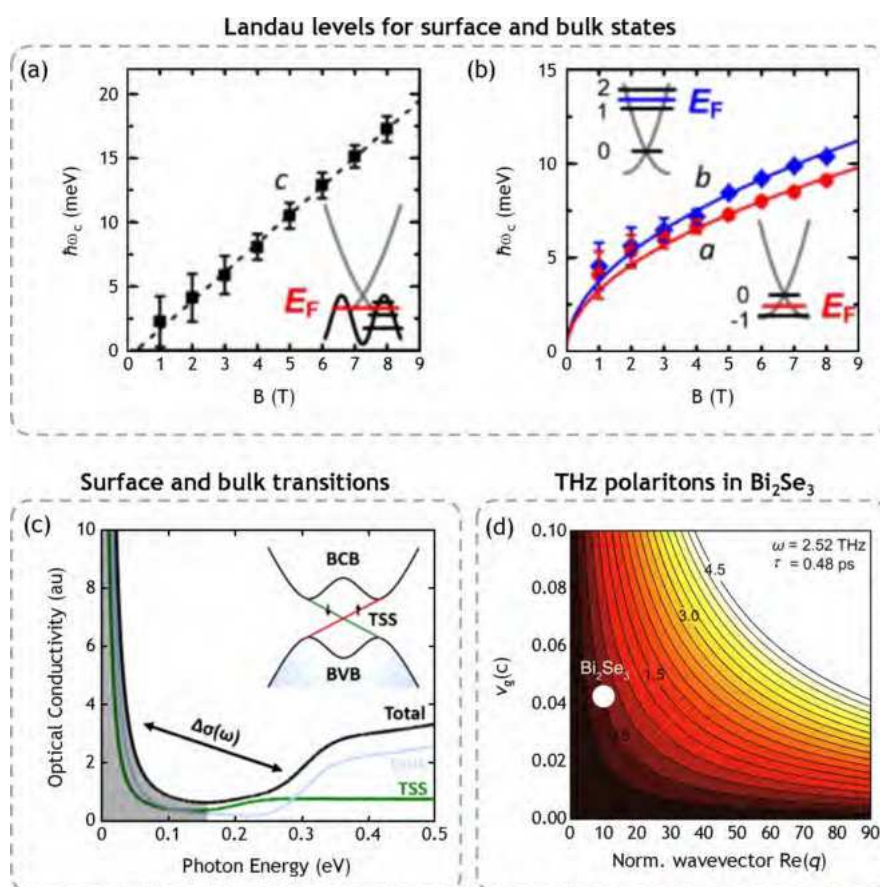 Landau levels for surface and bulk states
(a)
20
15
10
5
0
ħω_c (meV)
c
E_F
0 1 2 3 4 5 6 7 8 9
B (T)
(b)
15
10
5
0
ħω_c (meV)
2
1
0
E_F
b
a
0
-1
E_F
0 1 2 3 4 5 6 7 8 9
B (T)
Surface and bulk transitions
(c)
10
8
6
4
2
0
Optical Conductivity (au)
BCB
TSS
BVB
Δσ(ω)
Total
TSS
0 0.1 0.2 0.3 0.4 0.5
Photon Energy (eV)
THz polaritons in Bi₂Se₃
(d)
0.10
0.08
0.06
0.04
0.02
0.00
v_g(c)
ω = 2.52 THz
τ = 0.48 ps
4.5
3.0
1.5
Bi₂Se₃
0 10 20 30 40 50 60 70 80 90
Norm. wavevector Re(q)